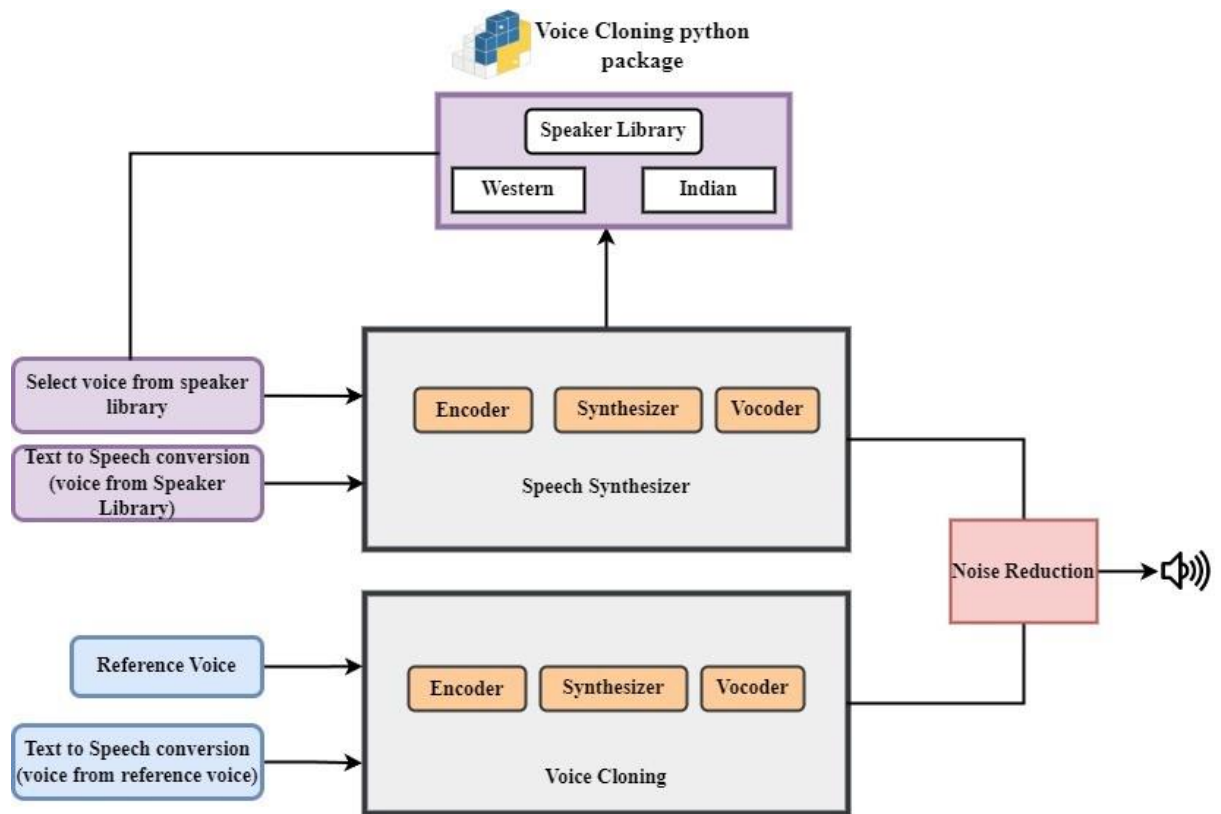 Voice Cloning python
package
Speaker Library
Western
Indian
Select voice from speaker
library
Text to Speech conversion
(voice from Speaker
Library)
Encoder
Synthesizer
Vocoder
Speech Synthesizer
Noise Reduction
Reference Voice
Text to Speech conversion
(voice from reference voice)
Encoder
Synthesizer
Vocoder
Voice Cloning